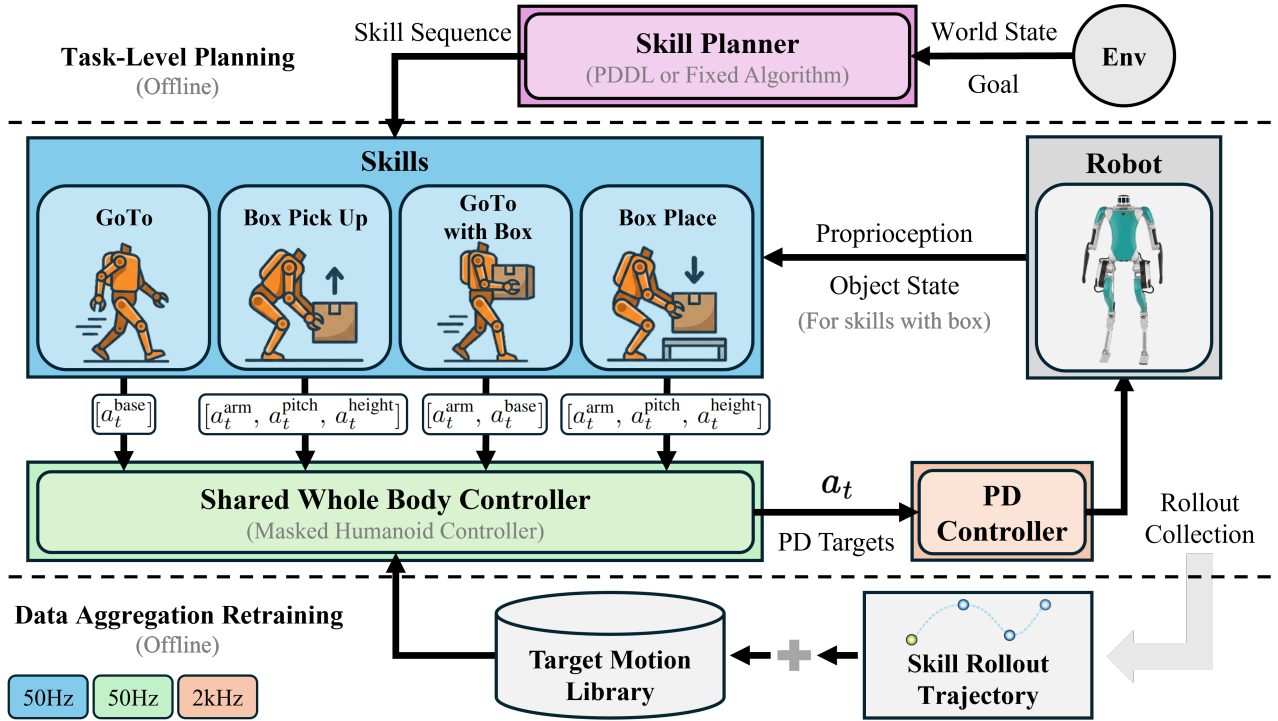 Task-Level Planning
(Offline)
Skill Sequence
Skill Planner
(PDDL or Fixed Algorithm)
World State
Goal
Env
Skills
GoTo
Box Pick Up
GoTo
with Box
Box Place
Proprioception
Object State
(For skills with box)
Robot
[a_t^base]
[a_t^arm, a_t^pitch, a_t^height]
[a_t^arm, a_t^base]
[a_t^arm, a_t^pitch, a_t^height]
Shared Whole Body Controller
(Masked Humanoid Controller)
a_t
PD Targets
PD
Controller
Rollout
Collection
Data Aggregation Retraining
(Offline)
Target Motion
Library
Skill Rollout
Trajectory
50Hz
50Hz
2kHz